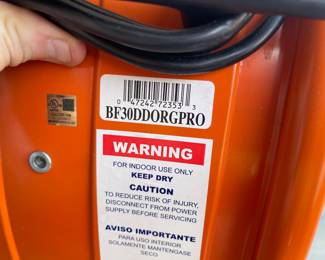 0 47242 72353 3
BF30DDORGPRO
WARNING
FOR INDOOR USE ONLY
KEEP DRY
CAUTION
TO REDUCE RISK OF INJURY,
DISCONNECT FROM POWER
SUPPLY BEFORE SERVICING
AVISO IMPORTANTE
PARA USO INTERIOR
SOLAMENTE MANTENGASE
SECO